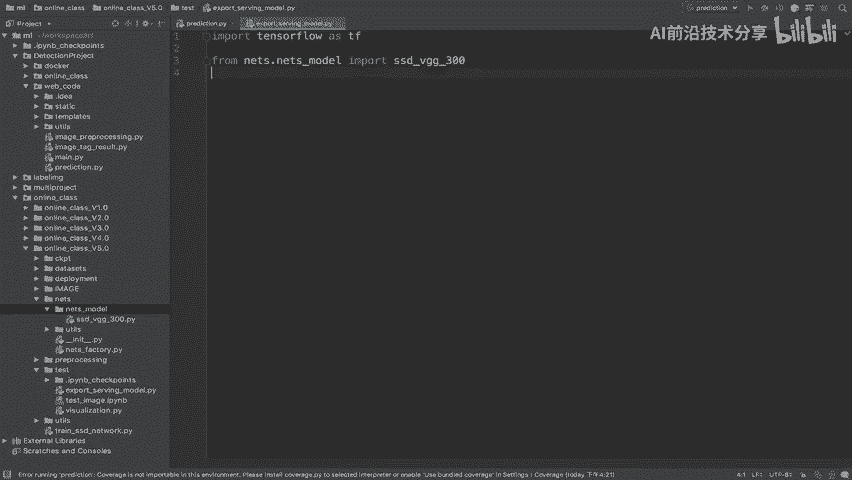 ml online_class online_class_V5.0 test export_serving_model.py prediction
Project prediction.py export_serving_model.py
AI前沿技术分享 bilibili
1 import tensorflow as tf
2
3 from nets.nets_model import ssd_vgg_300
4
ml
.ipynb_checkpoints
DetectionProject
docker
online_class
web_code
.idea
static
templates
utils
image_preprocessing.py
image_tag_result.py
main.py
prediction.py
labelimg
multiproject
online_class
online_class_V1.0
online_class_V2.0
online_class_V3.0
online_class_V4.0
online_class_V5.0
ckpt
datasets
deployment
IMAGE
nets
nets_model
ssd_vgg_300.py
utils
__init__.py
nets_factory.py
preprocessing
test
.ipynb_checkpoints
export_serving_model.py
test_image.ipynb
visualization.py
utils
train_ssd_network.py
External Libraries
Scratches and Consoles
Error running 'prediction': Coverage is not importable in this environment. Please install coverage.py to selected interpreter or enable 'Use bundled coverage' in Settings | Coverage (today 下午4:21) 4:1 LF÷ UTF-8÷